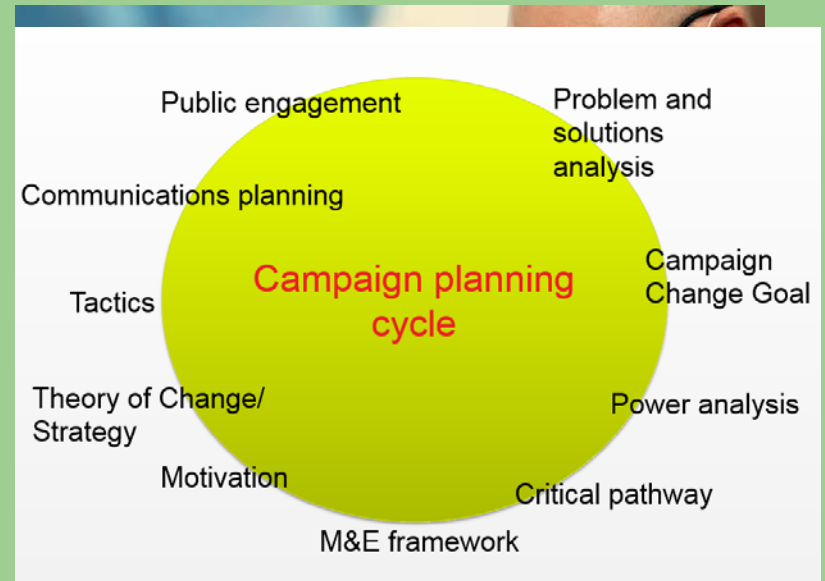 Public engagement
Problem and
solutions
analysis
Communications planning
Campaign
Change Goal
Campaign planning
cycle
Tactics
Theory of Change/
Strategy
Power analysis
Motivation
Critical pathway
M&E framework